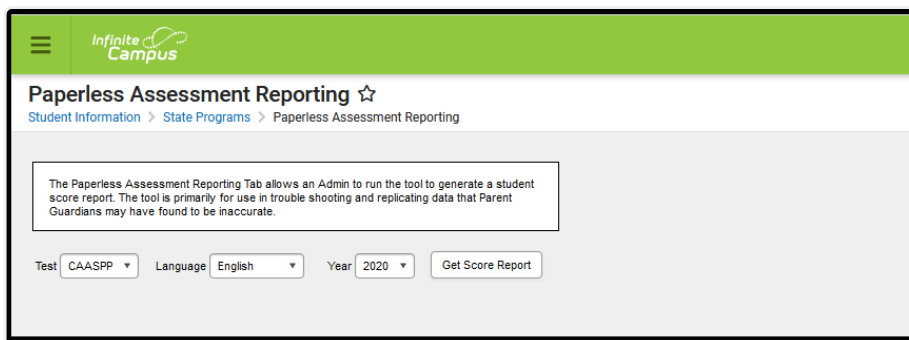 Infinite
Campus
Paperless Assessment Reporting
Student Information > State Programs > Paperless Assessment Reporting
The Paperless Assessment Reporting Tab allows an Admin to run the tool to generate a student
score report. The tool is primarily for use in trouble shooting and replicating data that Parent
Guardians may have found to be inaccurate.
Test CAASPP Language English Year 2020 Get Score Report